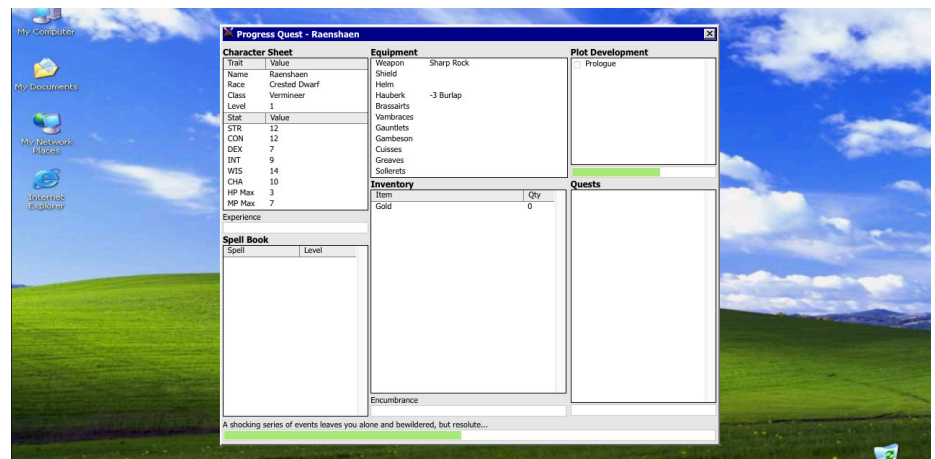 My Computer
My Documents
My Network
Places
Internet
Explorer
Progress Quest - Raenshaen
Character Sheet
Trait Value
Name Raenshaen
Race Crested Dwarf
Class Vermineer
Level 1
Stat Value
STR 12
CON 12
DEX 7
INT 9
WIS 14
CHA 10
HP Max 3
MP Max 7
Experience
Spell Book
Spell Level
Equipment
Weapon Sharp Rock
Shield
Helm
Hauberk -3 Burlap
Brassairts
Vambraces
Gauntlets
Gambeson
Cuisses
Greaves
Sollerets
Inventory
Item Qty
Gold 0
Encumbrance
Plot Development
Prologue
Quests
A shocking series of events leaves you alone and bewildered, but resolute...